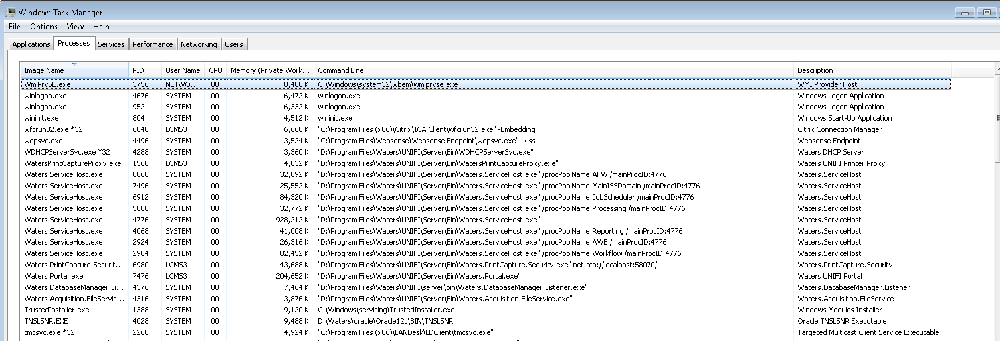 Windows Task Manager
File Options View Help
Applications Processes Services Performance Networking Users
Image Name PID User Name CPU Memory (Private Work... Command Line Description
WmiPrvSE.exe 3756 NETWO... 00 8,488 K C:\Windows\system32\wbem\wmiprvse.exe WMI Provider Host
winlogon.exe 4676 SYSTEM 00 6,472 K winlogon.exe Windows Logon Application
winlogon.exe 952 SYSTEM 00 6,332 K winlogon.exe Windows Logon Application
wininit.exe 804 SYSTEM 00 4,512 K wininit.exe Windows Start-Up Application
wfcrun32.exe *32 6848 LCMS3 00 6,668 K "C:\Program Files (x86)\Citrix\ICA Client\wfcrun32.exe" -Embedding Citrix Connection Manager
wepsvc.exe 4496 SYSTEM 00 3,524 K "C:\Program Files\Websense\Websense Endpoint\wepsvc.exe" -k ss Websense Endpoint
WDHCPServerSvc.exe *32 4288 SYSTEM 00 3,360 K "D:\Program Files\Waters\UNIFI\Server\Bin\WDHCPServerSvc.exe" Waters DHCP Server
WatersPrintCaptureProxy.exe 1568 LCMS3 00 4,832 K "D:\Program Files\Waters\UNIFI\Server\Bin\WatersPrintCaptureProxy.exe" Waters UNIFI Printer Proxy
Waters.ServiceHost.exe 8068 SYSTEM 00 32,092 K "D:\Program Files\Waters\UNIFI\Server\Bin\Waters.ServiceHost.exe" /procPoolName:AFW /mainProcID:4776 Waters.ServiceHost
Waters.ServiceHost.exe 7496 SYSTEM 00 125,552 K "D:\Program Files\Waters\UNIFI\Server\Bin\Waters.ServiceHost.exe" /procPoolName:MainISSDomain /mainProcID:4776 Waters.ServiceHost
Waters.ServiceHost.exe 6912 SYSTEM 00 84,320 K "D:\Program Files\Waters\UNIFI\Server\Bin\Waters.ServiceHost.exe" /procPoolName:JobScheduler /mainProcID:4776 Waters.ServiceHost
Waters.ServiceHost.exe 5800 SYSTEM 00 32,772 K "D:\Program Files\Waters\UNIFI\Server\Bin\Waters.ServiceHost.exe" /procPoolName:Processing /mainProcID:4776 Waters.ServiceHost
Waters.ServiceHost.exe 4776 SYSTEM 00 928,212 K "D:\Program Files\Waters\UNIFI\Server\Bin\Waters.ServiceHost.exe" Waters.ServiceHost
Waters.ServiceHost.exe 4068 SYSTEM 00 41,008 K "D:\Program Files\Waters\UNIFI\Server\Bin\Waters.ServiceHost.exe" /procPoolName:Reporting /mainProcID:4776 Waters.ServiceHost
Waters.ServiceHost.exe 2924 SYSTEM 00 26,316 K "D:\Program Files\Waters\UNIFI\Server\Bin\Waters.ServiceHost.exe" /procPoolName:AWB /mainProcID:4776 Waters.ServiceHost
Waters.ServiceHost.exe 2904 SYSTEM 00 82,452 K "D:\Program Files\Waters\UNIFI\Server\Bin\Waters.ServiceHost.exe" /procPoolName:Workflow /mainProcID:4776 Waters.ServiceHost
Waters.PrintCapture.Securit... 6980 LCMS3 00 43,688 K "D:\Program Files\Waters\UNIFI\Server\Bin\Waters.PrintCapture.Security.exe" net.tcp://localhost:58070/ Waters.PrintCapture.Security
Waters.Portal.exe 7476 LCMS3 00 204,652 K "D:\Program Files\Waters\UNIFI\Server\Bin\Waters.Portal.exe" Waters UNIFI Portal
Waters.DatabaseManager.Li... 4376 SYSTEM 00 7,464 K "D:\Program Files\Waters\UNIFI\server\bin\Waters.DatabaseManager.Listener.exe" Waters.DatabaseManager.Listener
Waters.Acquisition.FileServic... 4316 SYSTEM 00 3,876 K "D:\Program Files\Waters\UNIFI\Server\Bin\Waters.Acquisition.FileService.exe" Waters.Acquisition.FileService
TrustedInstaller.exe 1388 SYSTEM 00 9,120 K C:\Windows\servicing\TrustedInstaller.exe Windows Modules Installer
TNSLSNR.EXE 4028 SYSTEM 00 9,488 K D:\Waters\oracle\Oracle12c\BIN\TNSLSNR Oracle TNSLSNR Executable
tmcsvc.exe *32 2260 SYSTEM 00 4,924 K "C:\Program Files (x86)\LANDesk\LDClient\tmcsvc.exe" Targeted Multicast Client Service Executable